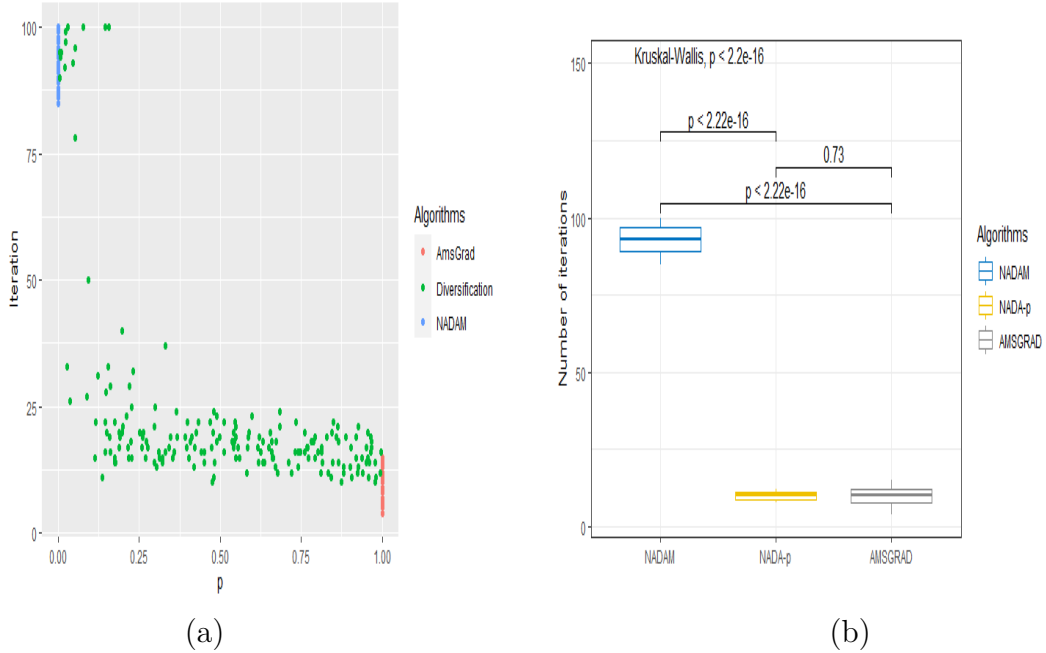 100
75
50
25
0
Iteration
0.00 0.25 0.50 0.75 1.00
p
Algorithms
AmsGrad
Diversification
NADAM
(a)
Kruskal-Wallis, p < 2.2e-16
p < 2.22e-16
0.73
p < 2.22e-16
150
100
50
0
Number of iterations
NADAM NADA-p AMSGRAD
Algorithms
NADAM
NADA-p
AMSGRAD
(b)